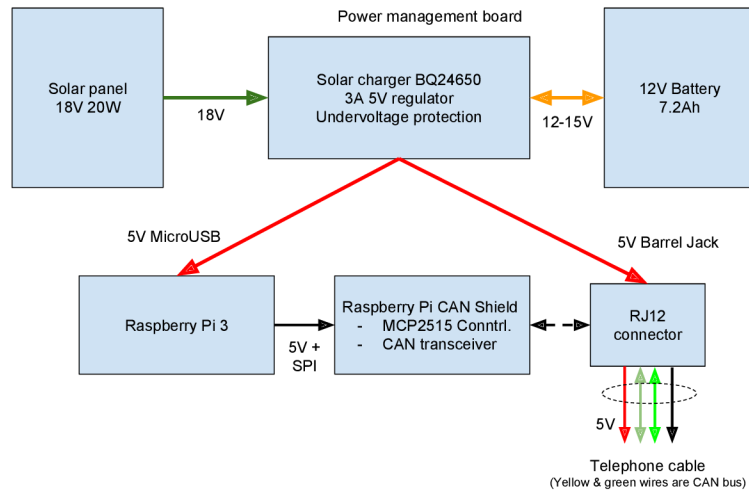 Power management board
Solar panel
18V 20W
18V
Solar charger BQ24650
3A 5V regulator
Undervoltage protection
12-15V
12V Battery
7.2Ah
5V MicroUSB
5V Barrel Jack
Raspberry Pi 3
5V +
SPI
Raspberry Pi CAN Shield
- MCP2515 Conntrl.
- CAN transceiver
RJ12
connector
5V
Telephone cable
(Yellow & green wires are CAN bus)